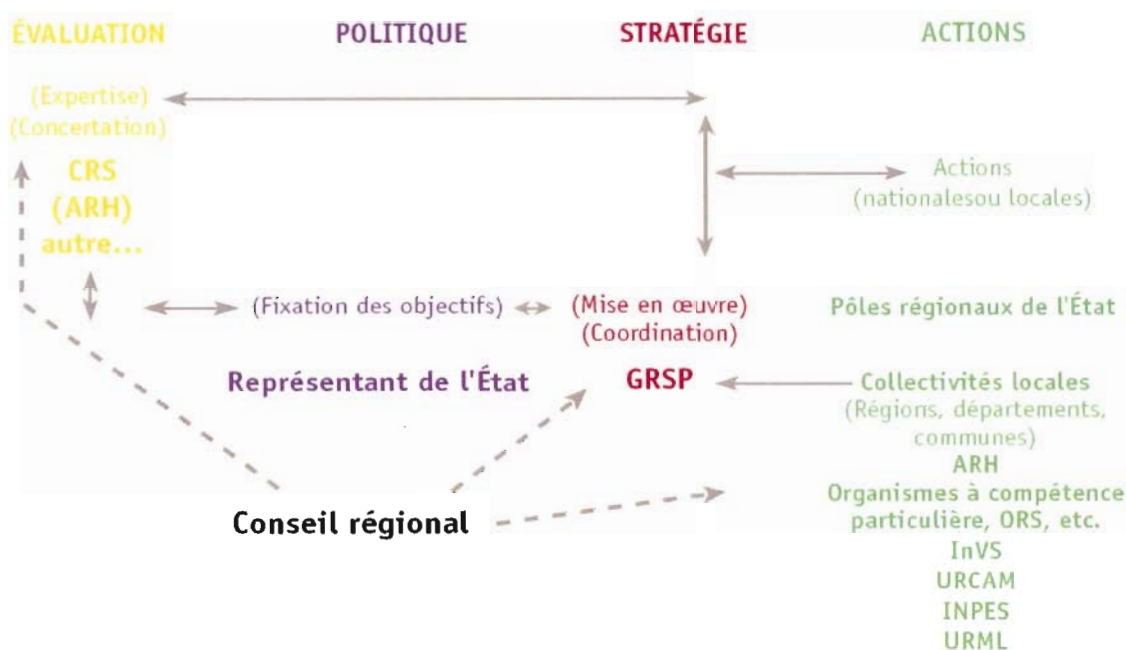 ÉVALUATION
POLITIQUE
STRATÉGIE
ACTIONS
(Expertise)
(Concertation)
CRS
(ARH)
autre...
Actions
(nationalesou locales)
(Fixation des objectifs)
(Mise en œuvre)
(Coordination)
Pôles régionaux de l'État
Représentant de l'État
GRSP
Collectivités locales
(Régions, départements,
communes)
ARH
Organismes à compétence
particulière, ORS, etc.
InVS
URCAM
INPES
URML
Conseil régional